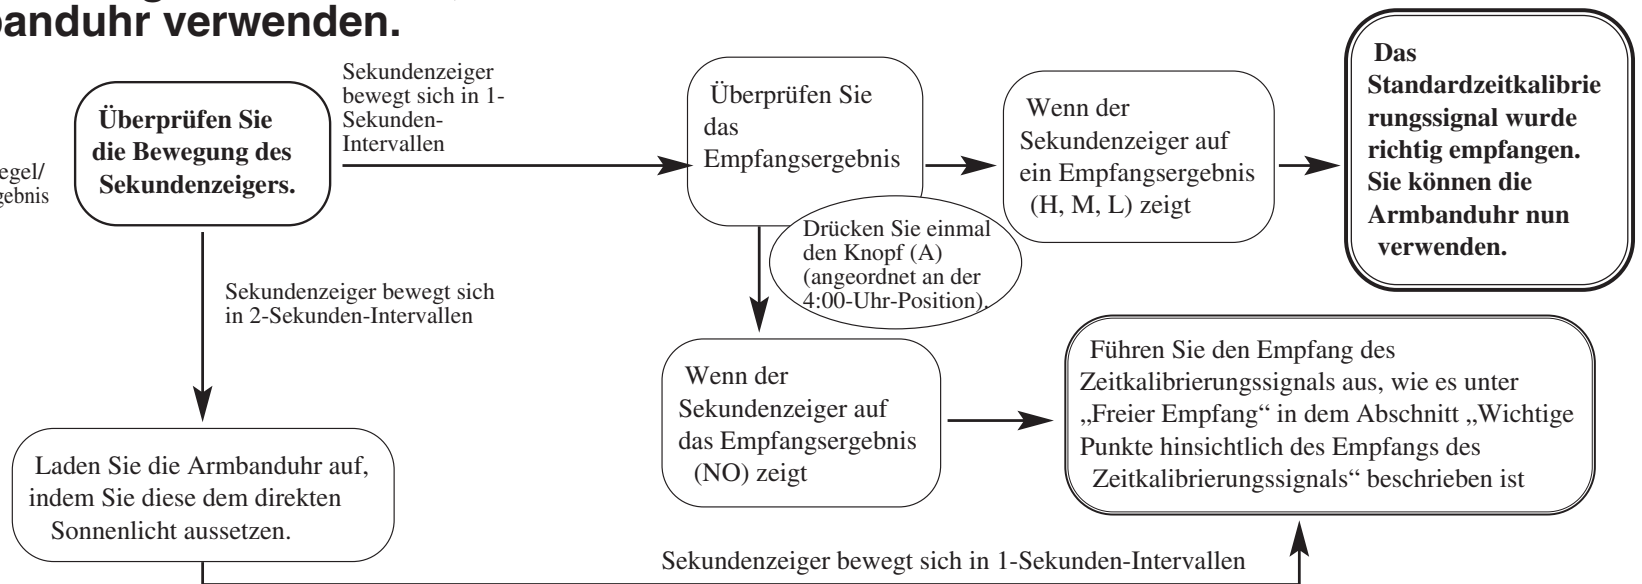 banduhr verwenden.
Überprüfen Sie
die Bewegung des
Sekundenzeigers.
Sekundenzeiger
bewegt sich in 1-
Sekunden-
Intervallen
Überprüfen Sie
das
Empfangsergebnis
Wenn der
Sekundenzeiger auf
ein Empfangsergebnis
(H, M, L) zeigt
Das
Standardzeitkalibrie
rungssignal wurde
richtig empfangen.
Sie können die
Armbanduhr nun
verwenden.
egel/
gebnis
Drücken Sie einmal
den Knopf (A)
(angeordnet an der
4:00-Uhr-Position).
Sekundenzeiger bewegt sich
in 2-Sekunden-Intervallen
Wenn der
Sekundenzeiger auf
das Empfangsergebnis
(NO) zeigt
Führen Sie den Empfang des
Zeitkalibrierungssignals aus, wie es unter
„Freier Empfang“ in dem Abschnitt „Wichtige
Punkte hinsichtlich des Empfangs des
Zeitkalibrierungssignals“ beschrieben ist
Laden Sie die Armbanduhr auf,
indem Sie diese dem direkten
Sonnenlicht aussetzen.
Sekundenzeiger bewegt sich in 1-Sekunden-Intervallen